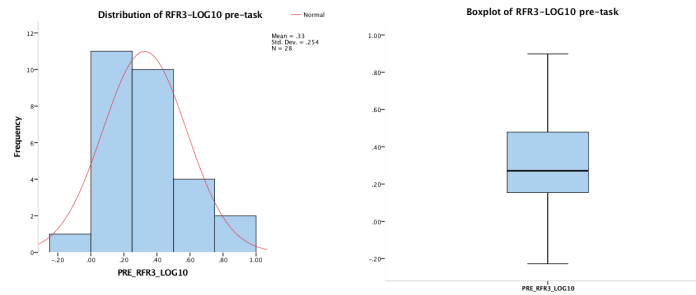 Distribution of RFR3-LOG10 pre-task
Normal
Mean = .33
Std. Dev. = .254
N = 28
12
10
8
6
4
2
0
Frequency
-.20
.00
.20
.40
.60
.80
1.00
PRE_RFR3_LOG10
Boxplot of RFR3-LOG10 pre-task
1.00
.80
.60
.40
.20
.00
-.20
PRE_RFR3_LOG10